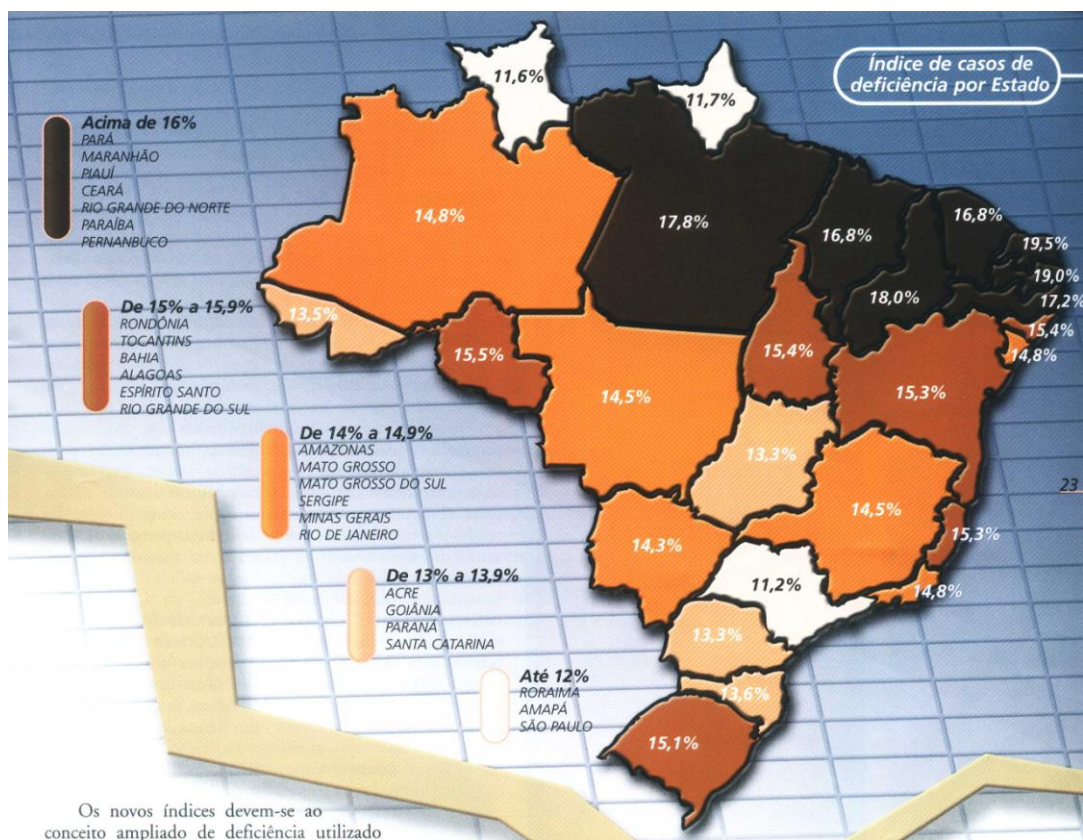 Índice de casos de
deficiência por Estado
11,6%
11,7%
Acima de 16%
PARÁ
MARANHÃO
PIAUÍ
CEARÁ
RIO GRANDE DO NORTE
PARAÍBA
PERNANBUCO
14,8%
17,8%
16,8%
16,8%
19,5%
19,0%
18,0%
17,2%
13,5%
15,4%
14,8%
De 15% a 15,9%
RONDÔNIA
TOCANTINS
BAHIA
ALAGOAS
ESPÍRITO SANTO
RIO GRANDE DO SUL
15,5%
15,4%
15,3%
14,5%
De 14% a 14,9%
AMAZONAS
MATO GROSSO
MATO GROSSO DO SUL
SERGIPE
MINAS GERAIS
RIO DE JANEIRO
13,3%
23
14,5%
15,3%
14,3%
De 13% a 13,9%
ACRE
GOIÂNIA
PARANÁ
SANTA CATARINA
11,2%
14,8%
13,3%
Até 12%
RORAIMA
AMAPÁ
SÃO PAULO
13,6%
15,1%
Os novos índices devem-se ao
conceito ampliado de deficiência utilizado